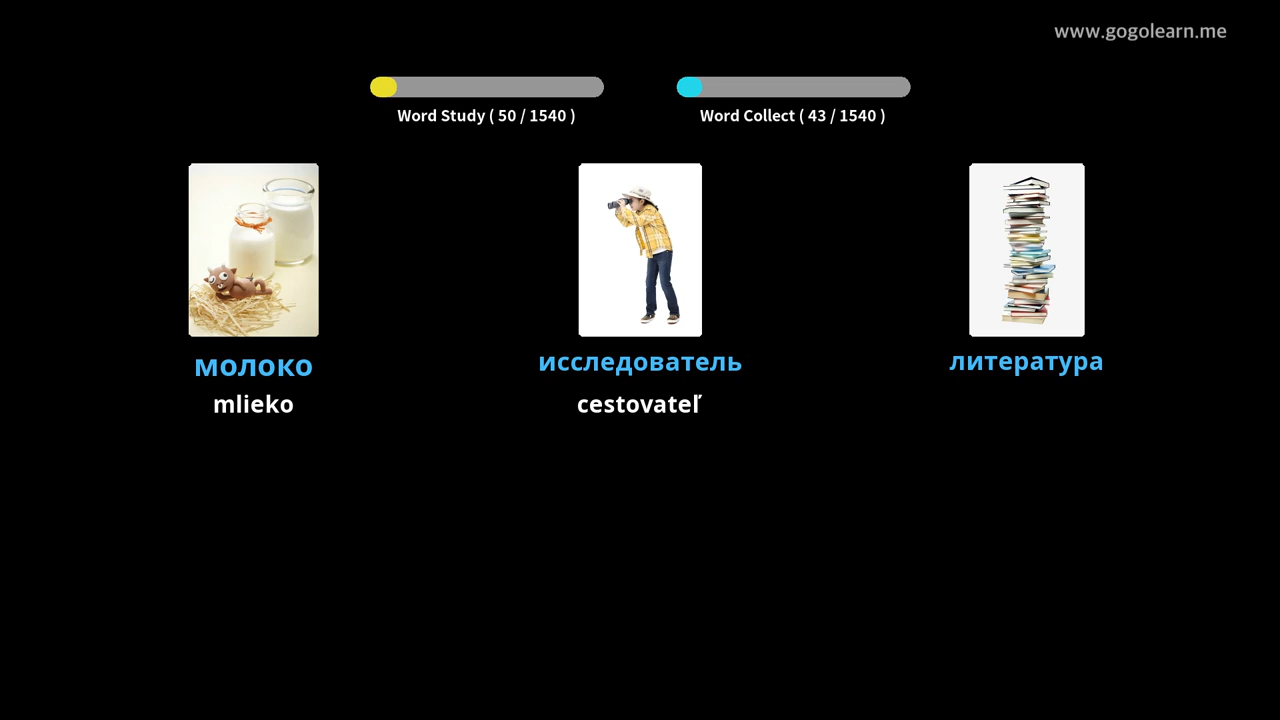 www.gogolearn.me
Word Study ( 50 / 1540 )
Word Collect ( 43 / 1540 )
молоко
исследователь
литература
mlieko
cestovateľ